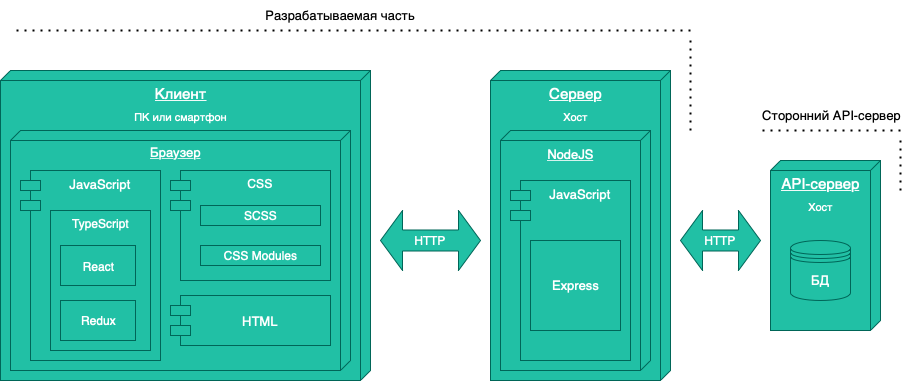 Разрабатываемая часть
Клиент
ПК или смартфон
Браузер
JavaScript
TypeScript
React
Redux
CSS
SCSS
CSS Modules
HTML
HTTP
Сервер
Хост
NodeJS
JavaScript
Express
HTTP
Сторонний API-сервер
API-сервер
Хост
БД